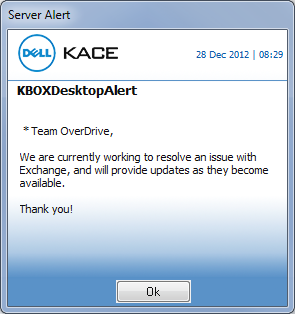 Server Alert
DELL KACE
28 Dec 2012 | 08:29
KBOXDesktopAlert
*Team OverDrive,
We are currently working to resolve an issue with
Exchange, and will provide updates as they become
available.
Thank you!
Ok